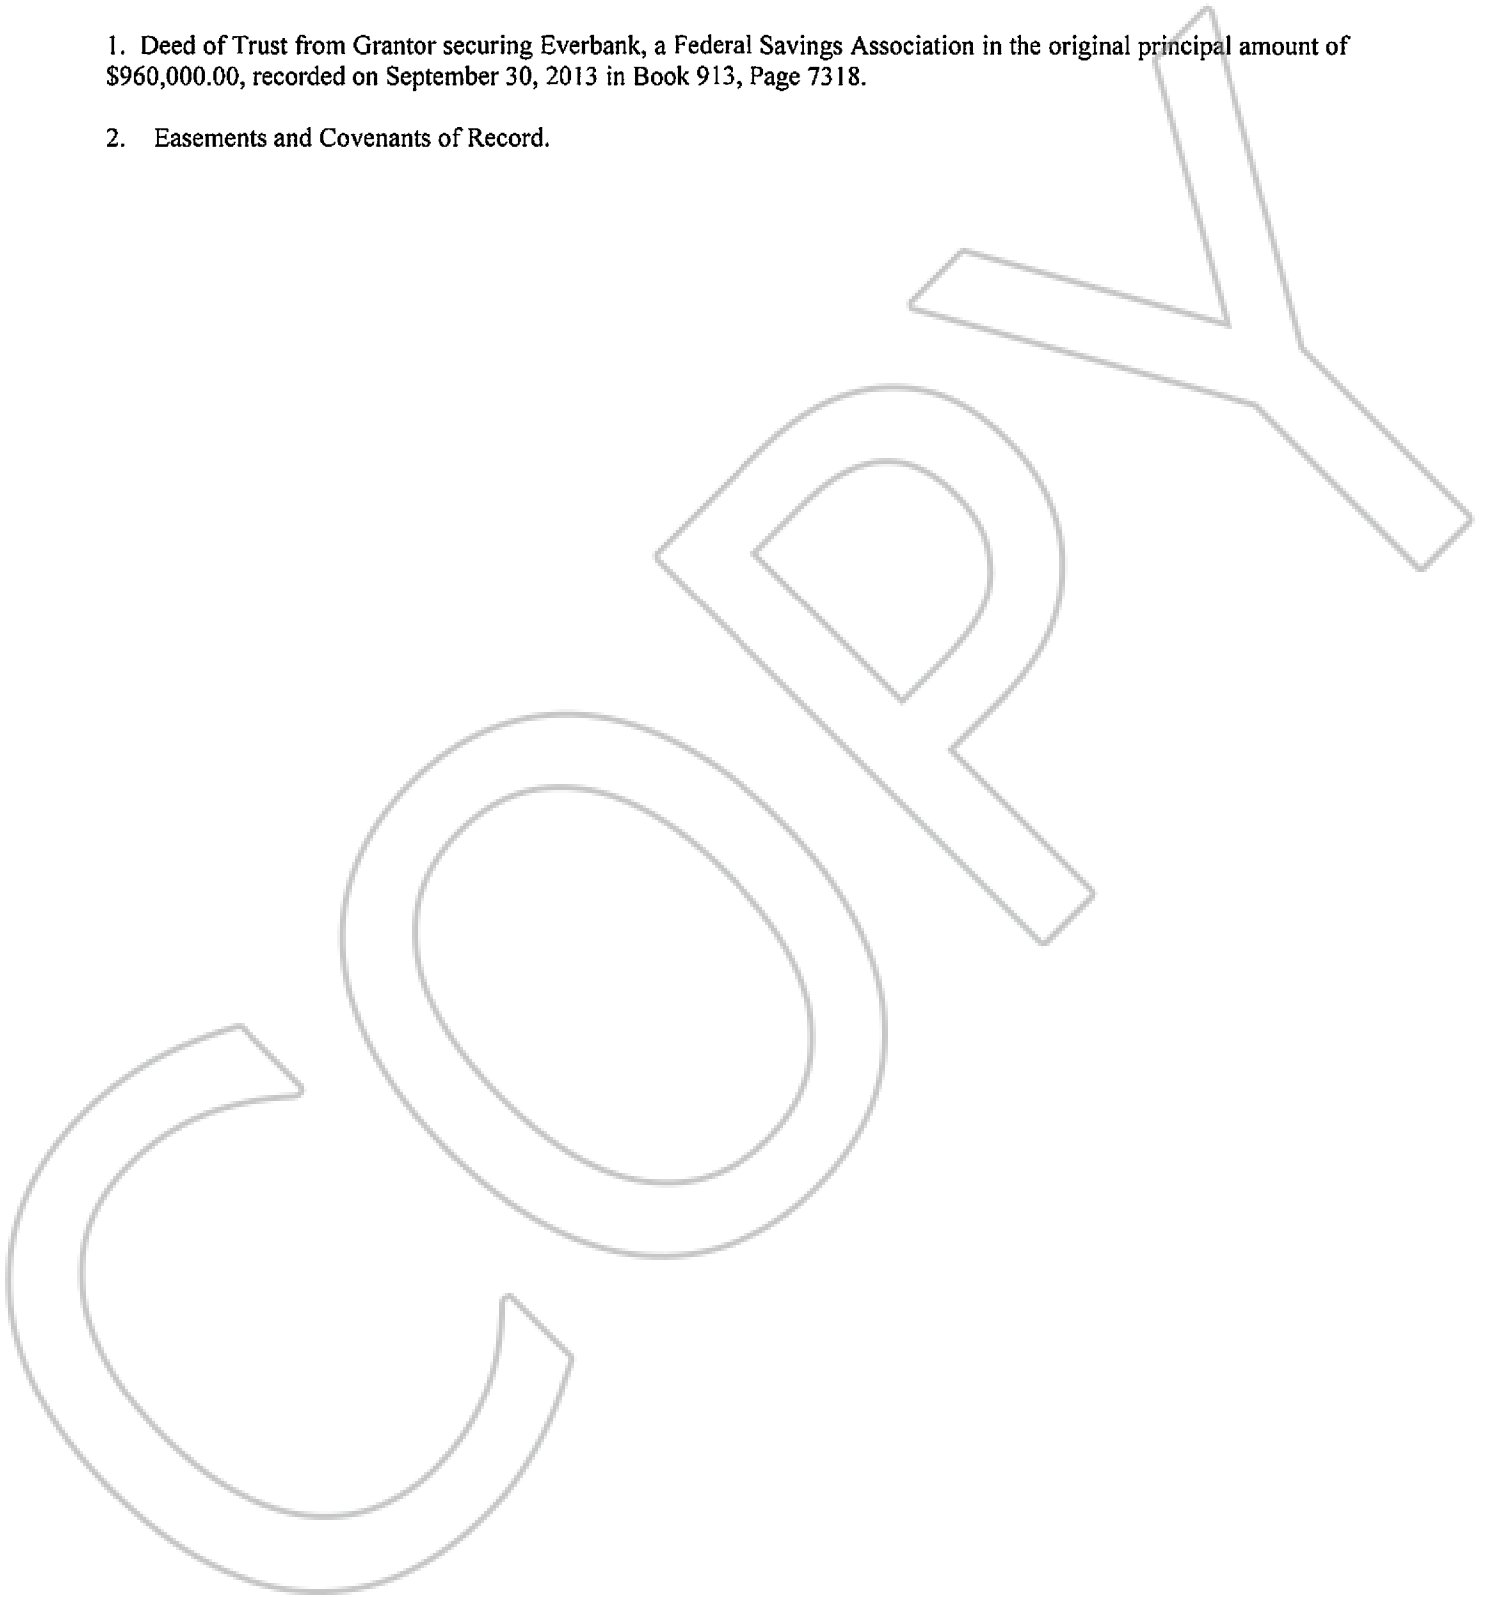 1. Deed of Trust from Grantor securing Everbank, a Federal Savings Association in the original principal amount of
$960,000.00, recorded on September 30, 2013 in Book 913, Page 7318.
2. Easements and Covenants of Record.
COPY